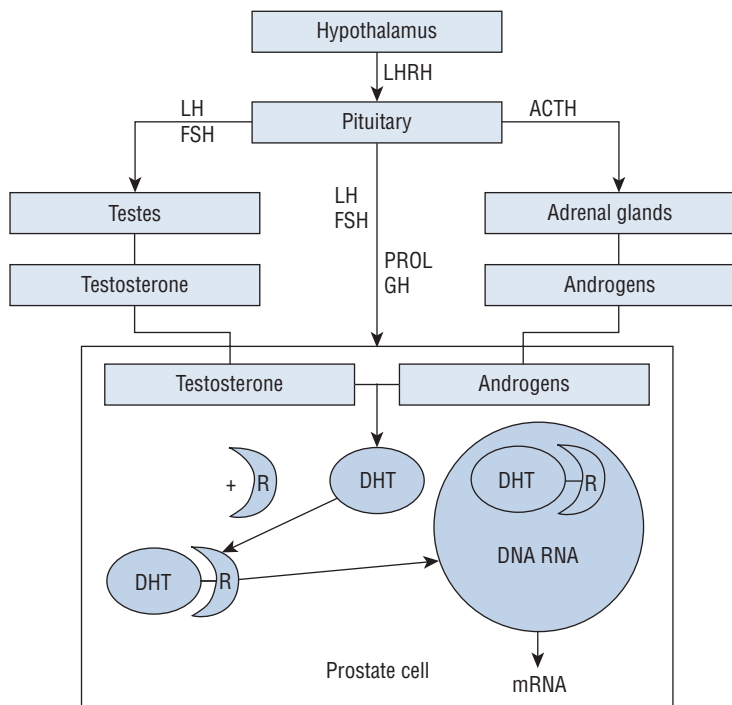 Hypothalamus
LHRH
LH
FSH
Pituitary
ACTH
LH
FSH
Testes
Adrenal glands
PROL
GH
Testosterone
Androgens
Testosterone
Androgens
+
R
DHT
DHT
R
DNA RNA
DHT
R
Prostate cell
mRNA